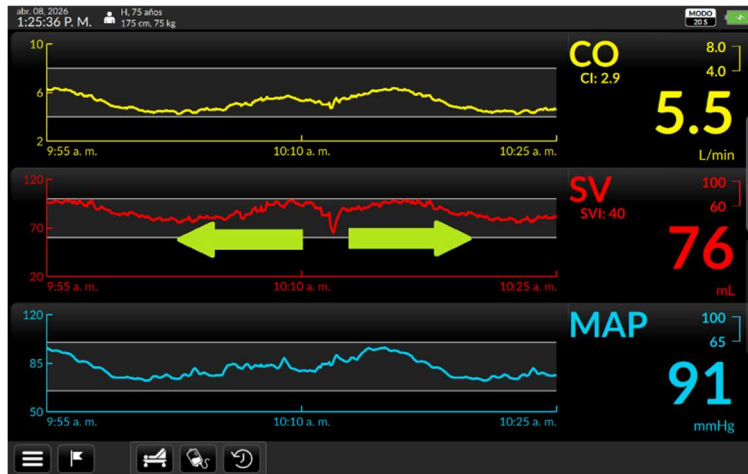 abr. 08, 2026
1:25:36 P. M.
H, 75 años
175 cm, 75 kg
MODO
20 S
10
6
2
9:55 a. m.
10:10 a. m.
10:25 a. m.
CO
CI: 2.9
8.0
4.0
5.5
L/min
120
70
20
9:55 a. m.
10:10 a. m.
10:25 a. m.
SV
SVI: 40
100
60
76
mL
120
85
50
9:55 a. m.
10:10 a. m.
10:25 a. m.
MAP
100
65
91
mmHg